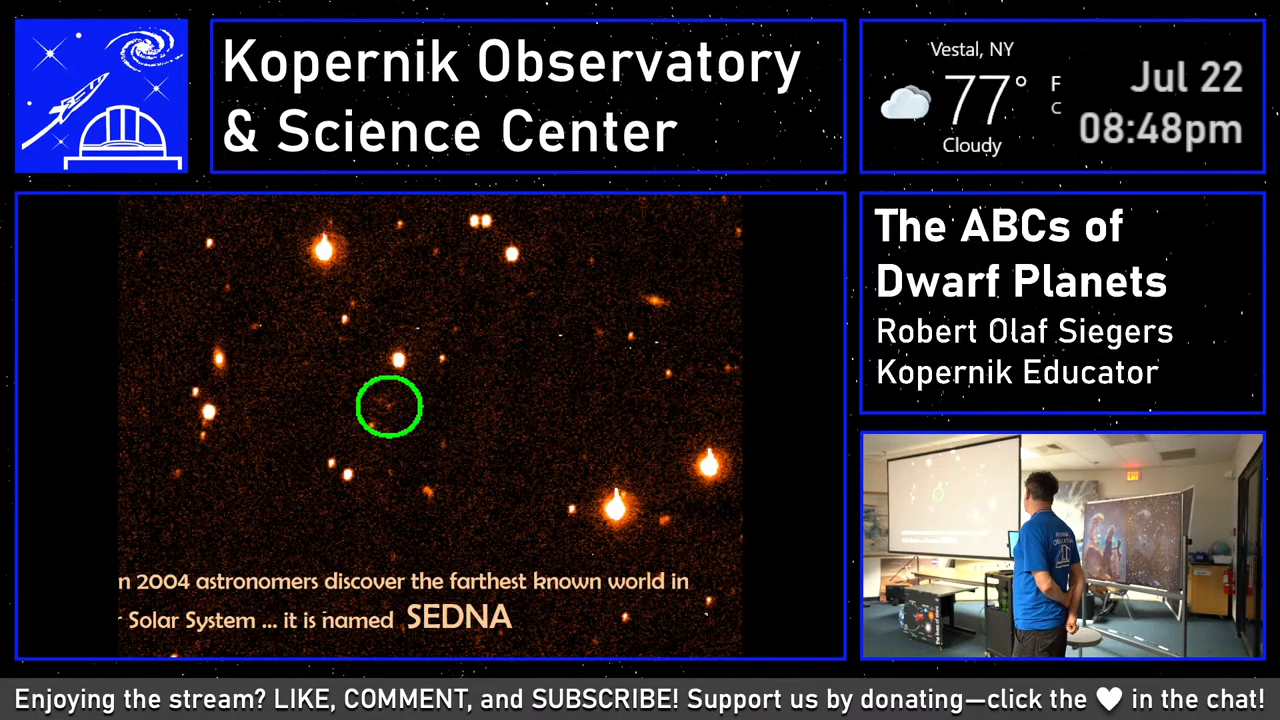 Kopernik Observatory
& Science Center
Vestal, NY
77°
F
C
Cloudy
Jul 22
08:48pm
n 2004 astronomers discover the farthest known world in
Solar System ... it is named SEDNA
The ABCs of
Dwarf Planets
Robert Olaf Siegers
Kopernik Educator
EXIT
Enjoying the stream? LIKE, COMMENT, and SUBSCRIBE! Support us by donating—click the ♥ in the chat!